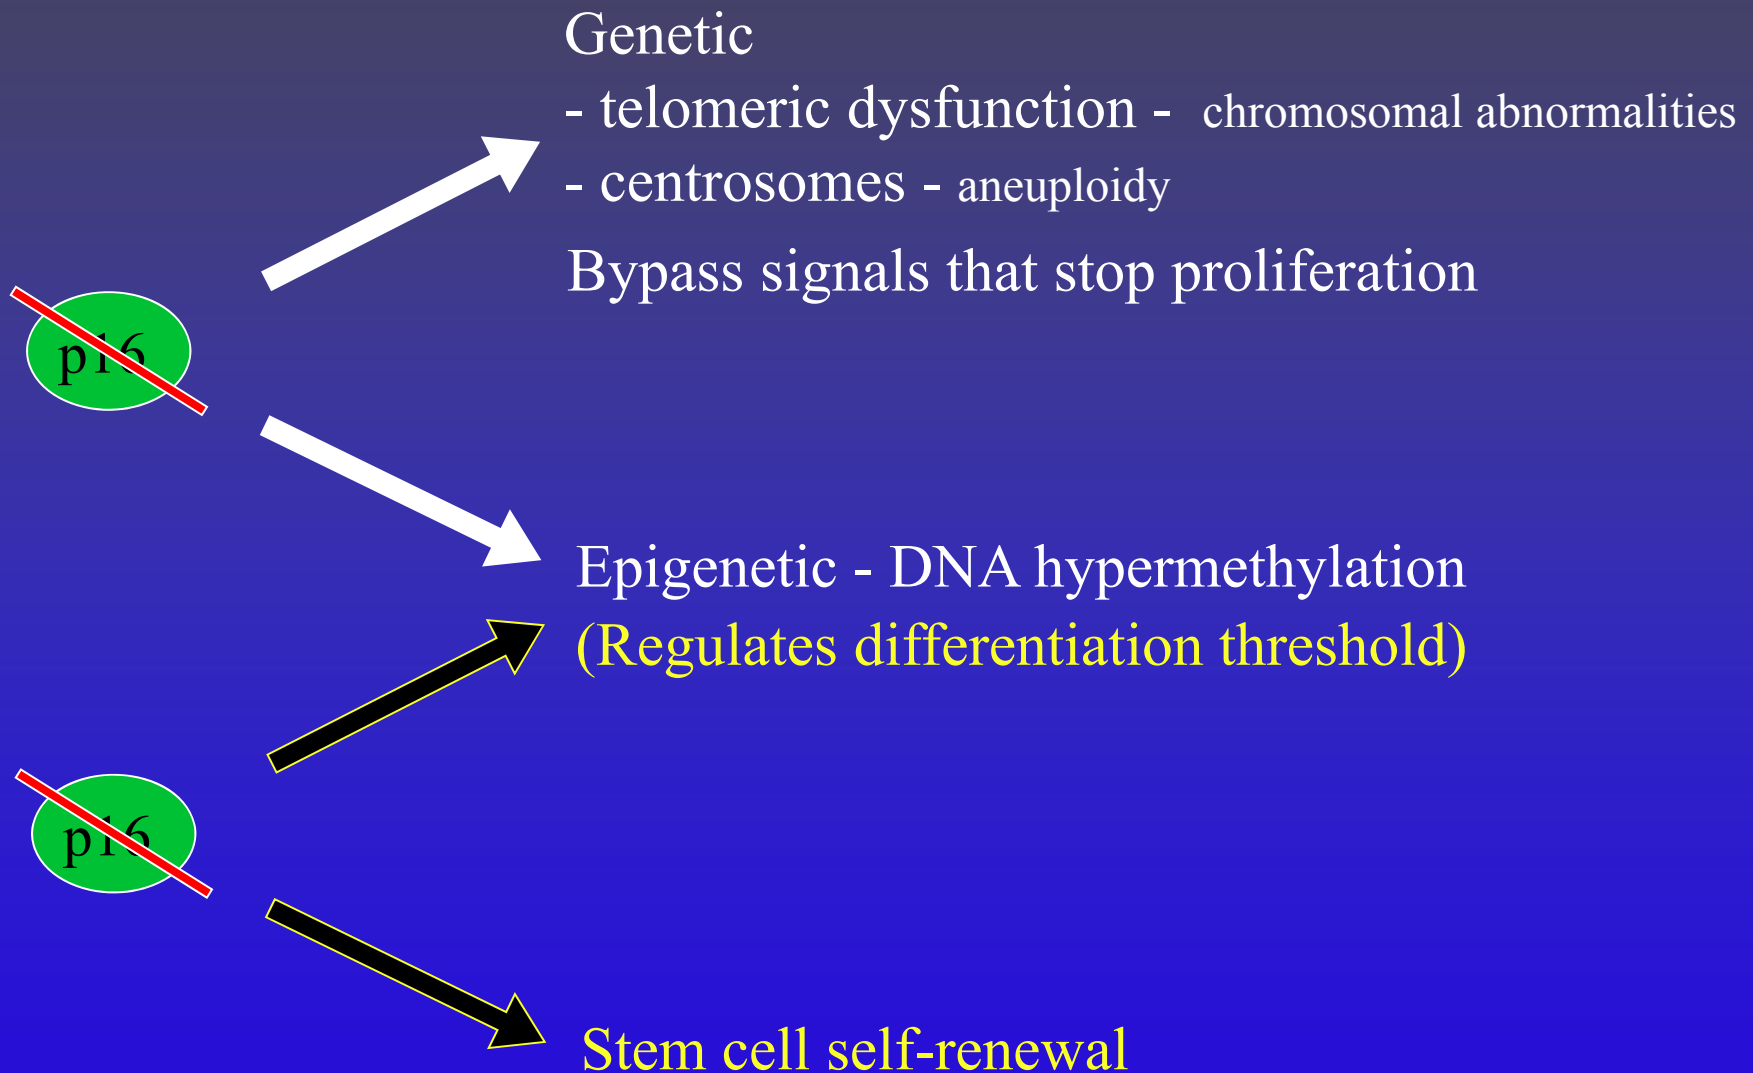 Genetic
- telomeric dysfunction - chromosomal abnormalities
- centrosomes - aneuploidy
Bypass signals that stop proliferation
p16
Epigenetic - DNA hypermethylation
(Regulates differentiation threshold)
p16
Stem cell self-renewal